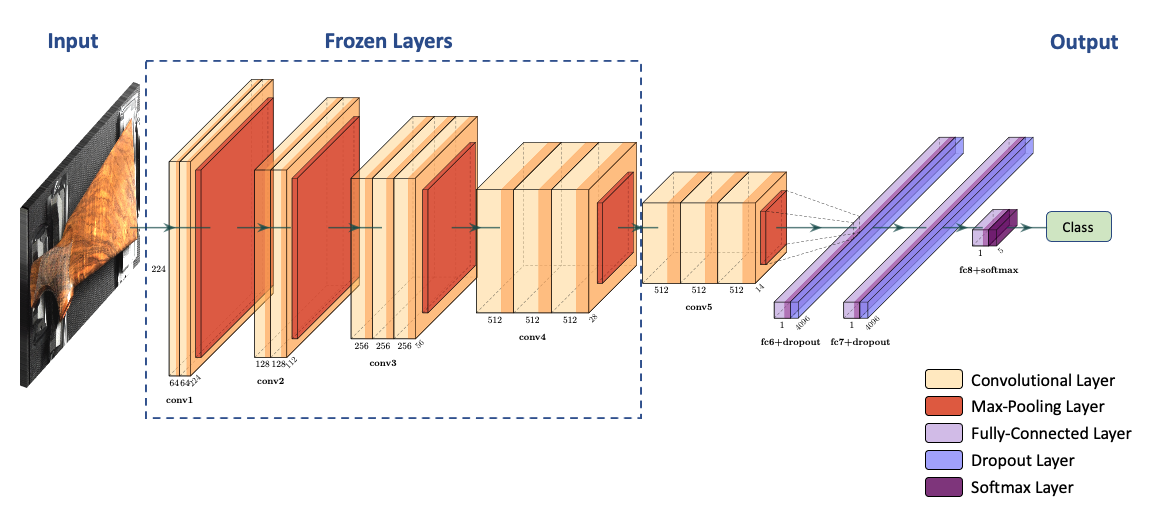 Input
Frozen Layers
Output
224
64 64 224
conv1
128 128 112
conv2
256 256 256 56
conv3
512 512 512 28
conv4
512 512 512 14
conv5
1 4096
fc6+dropout
1 4096
fc7+dropout
1 5
fc8+softmax
Class
Convolutional Layer
Max-Pooling Layer
Fully-Connected Layer
Dropout Layer
Softmax Layer